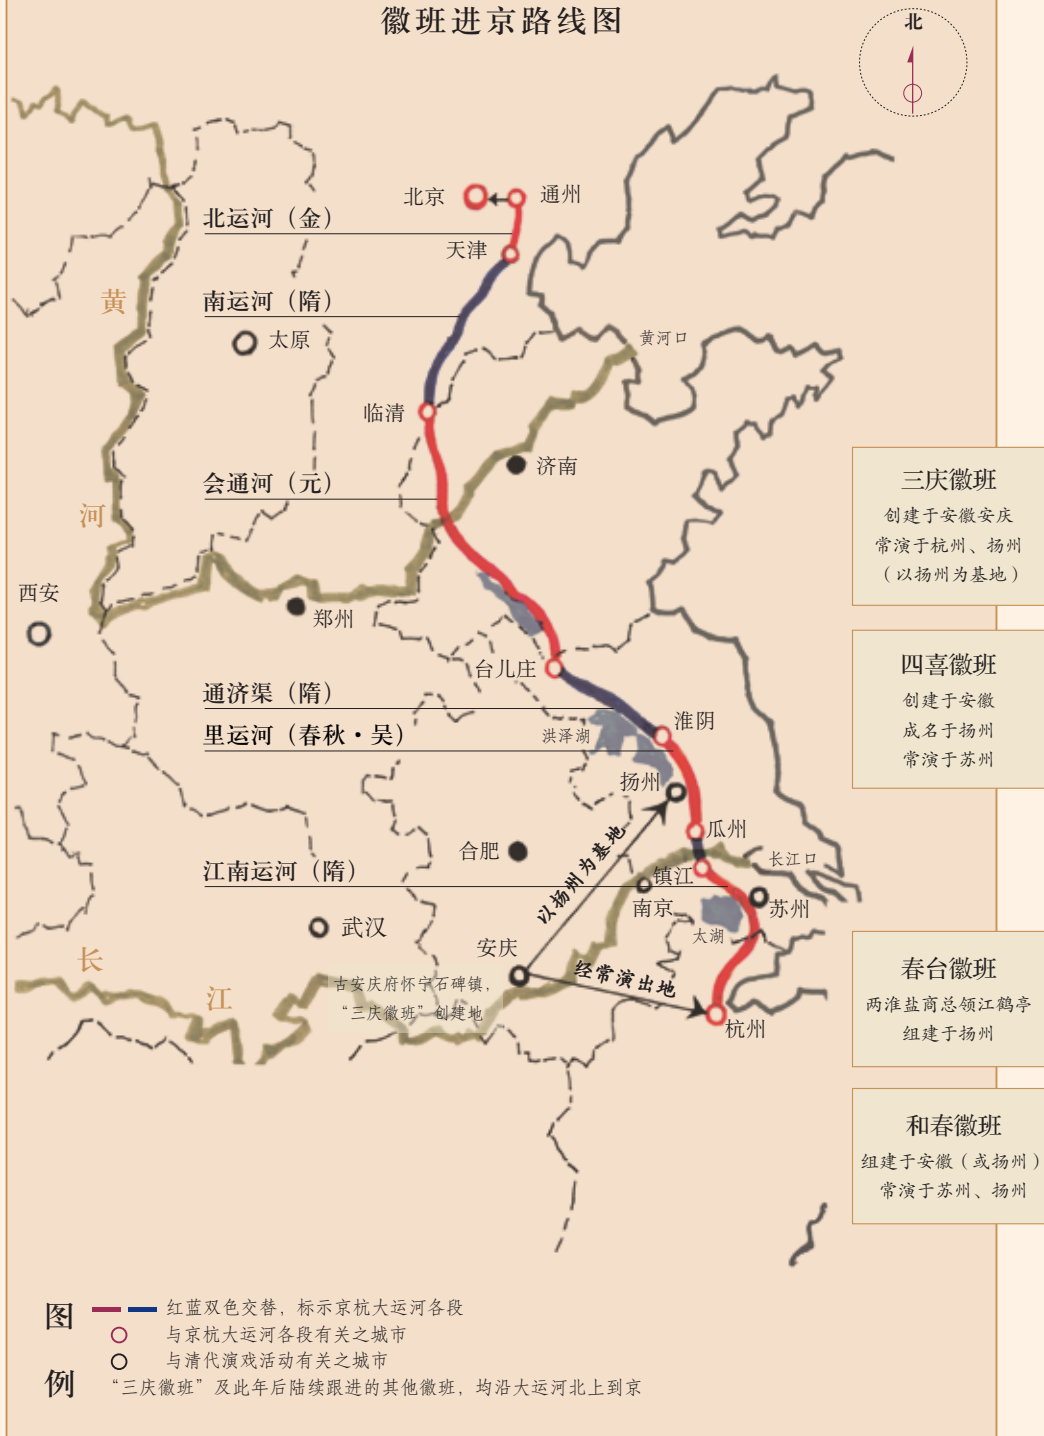 徽班进京路线图
北
北京
通州
北运河（金）
天津
南运河（隋）
黄
太原
黄河口
临清
济南
会通河（元）
河
三庆徽班
创建于安徽安庆
常演于杭州、扬州
（以扬州为基地）
西安
郑州
台儿庄
四喜徽班
创建于安徽
成名于扬州
常演于苏州
通济渠（隋）
淮阴
里运河（春秋·吴）
洪泽湖
扬州
瓜州
以扬州为基地
合肥
长江口
江南运河（隋）
镇江
南京
苏州
武汉
太湖
安庆
长
江
经常演出地
古安庆府怀宁石碑镇，
“三庆徽班”创建地
杭州
春台徽班
两淮盐商总领江鹤亭
组建于扬州
和春徽班
组建于安徽（或扬州）
常演于苏州、扬州
图
例
红蓝双色交替，标示京杭大运河各段
与京杭大运河各段有关之城市
与清代演戏活动有关之城市
“三庆徽班”及此年后陆续跟进的其他徽班，均沿大运河北上到京